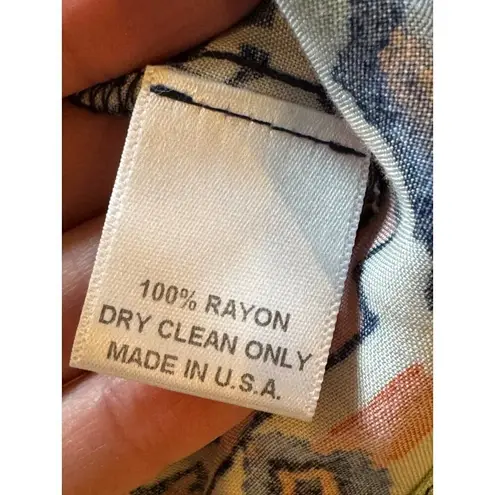 100% RAYON
DRY CLEAN ONLY
MADE IN U.S.A.